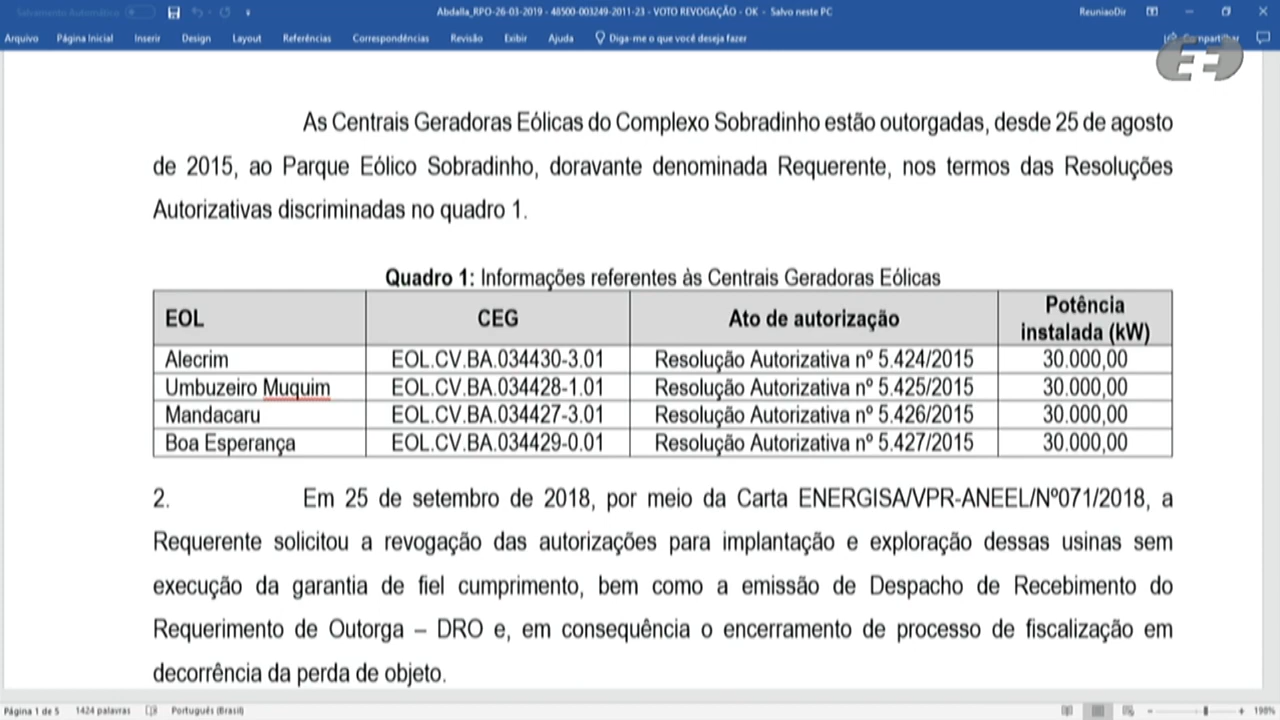 Salvamento Automático
Abdalla_RPO-26-03-2019 - 48500-003249-2011-23 - VOTO REVOGAÇÃO - OK - Salvo neste PC
ReuniaoDir
Arquivo Página Inicial Inserir Design Layout Referências Correspondências Revisão Exibir Ajuda Diga-me o que você deseja fazer Compartilhar
As Centrais Geradoras Eólicas do Complexo Sobradinho estão outorgadas, desde 25 de agosto
de 2015, ao Parque Eólico Sobradinho, doravante denominada Requerente, nos termos das Resoluções
Autorizativas discriminadas no quadro 1.
Quadro 1: Informações referentes às Centrais Geradoras Eólicas
EOL CEG Ato de autorização Potência instalada (kW)
Alecrim EOL.CV.BA.034430-3.01 Resolução Autorizativa nº 5.424/2015 30.000,00
Umbuzeiro Muquim EOL.CV.BA.034428-1.01 Resolução Autorizativa nº 5.425/2015 30.000,00
Mandacaru EOL.CV.BA.034427-3.01 Resolução Autorizativa nº 5.426/2015 30.000,00
Boa Esperança EOL.CV.BA.034429-0.01 Resolução Autorizativa nº 5.427/2015 30.000,00
2. Em 25 de setembro de 2018, por meio da Carta ENERGISA/VPR-ANEEL/Nº071/2018, a
Requerente solicitou a revogação das autorizações para implantação e exploração dessas usinas sem
execução da garantia de fiel cumprimento, bem como a emissão de Despacho de Recebimento do
Requerimento de Outorga – DRO e, em consequência o encerramento de processo de fiscalização em
decorrência da perda de objeto.
Página 1 de 5 1424 palavras Português (Brasil) 198%